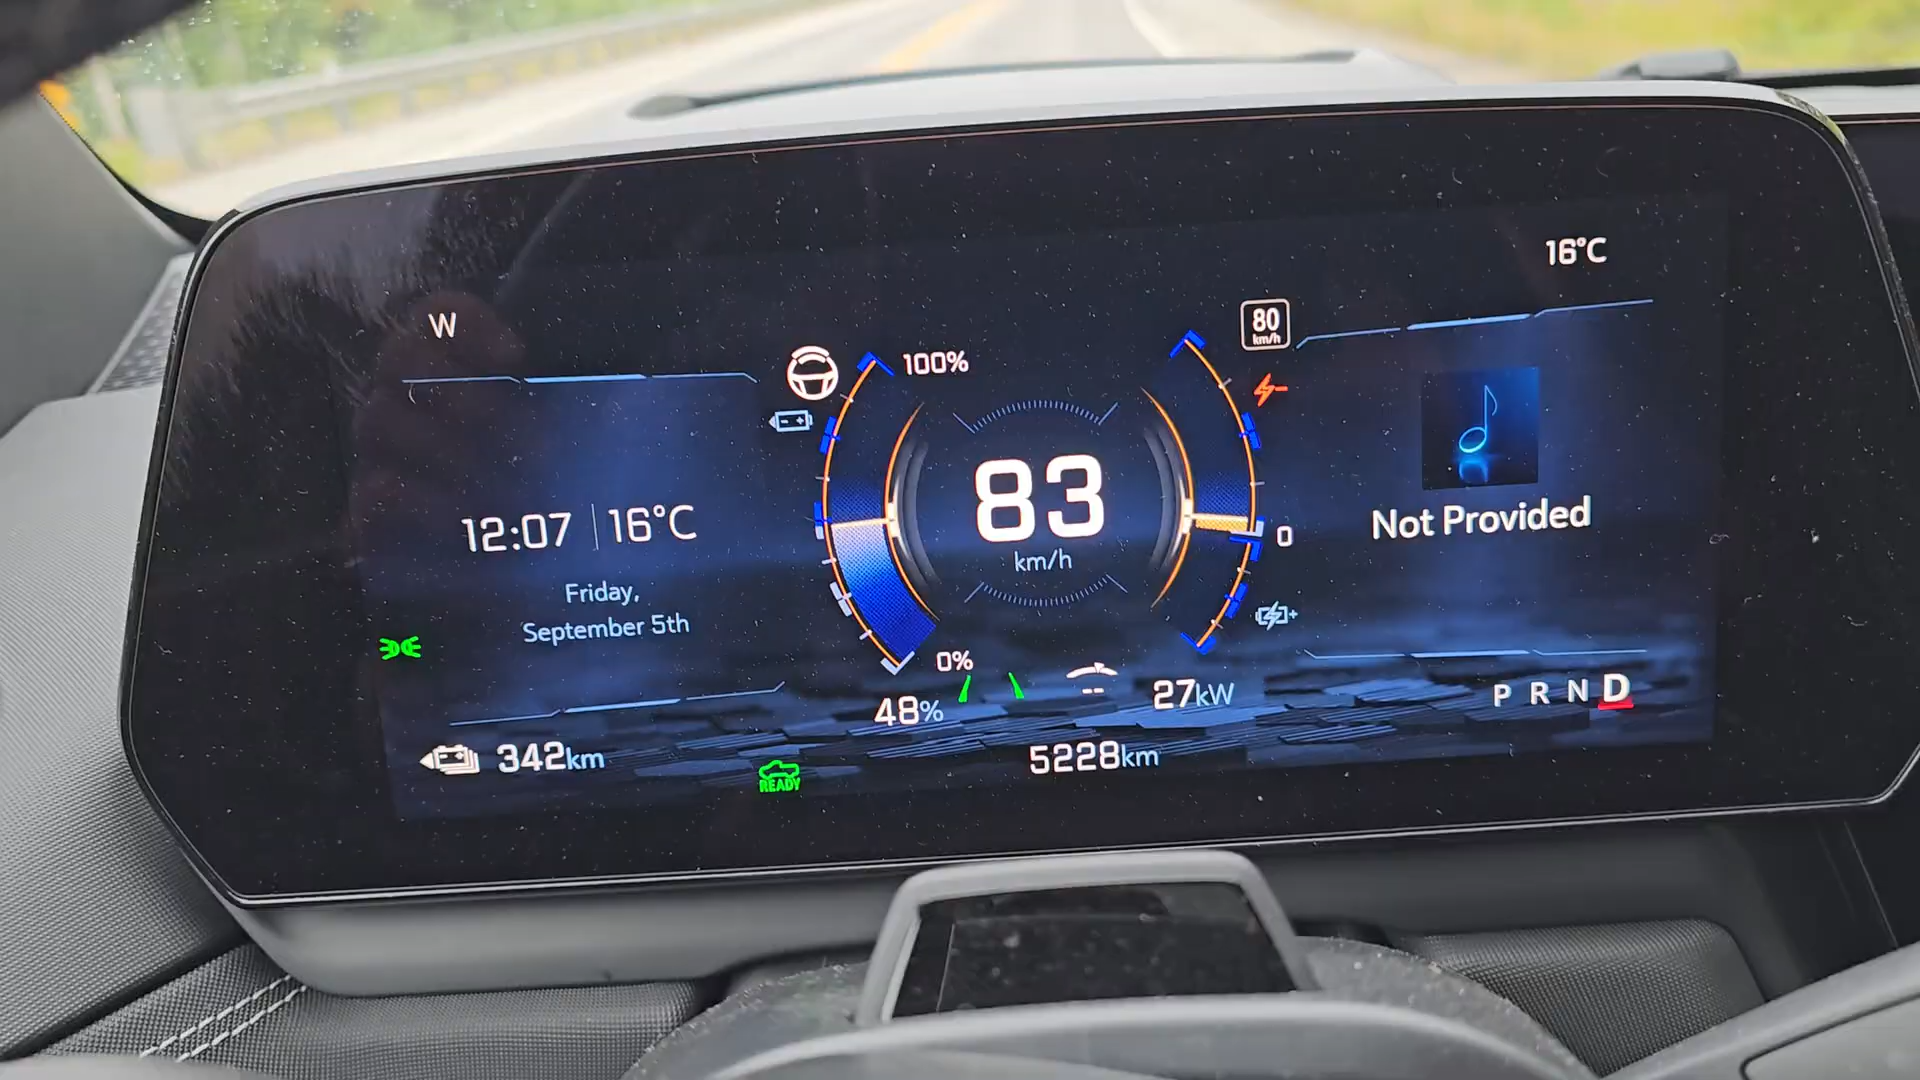 16°C
W
80
km/h
100%
83
km/h
12:07 16°C
Friday,
September 5th
0
Not Provided
0%
48%
27kW
P R N D
342km
READY
5228km